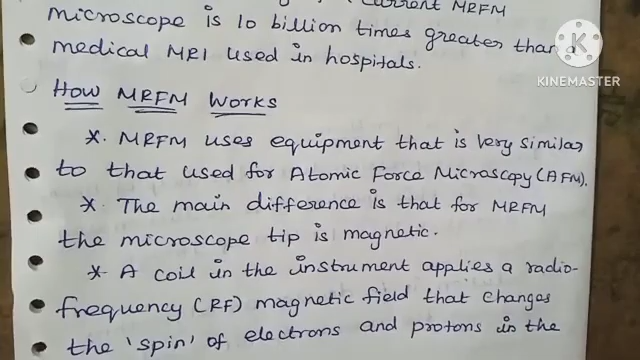 current MRFM
microscope is 10 billion times greater than a
medical MRI used in hospitals.
How MRFM Works
*. MRFM uses equipment that is very similar
to that used for Atomic Force Microscopy (AFM).
*. The main difference is that for MRFM
the microscope tip is magnetic.
*. A coil in the instrument applies a radio-
frequency (RF) magnetic field that changes
the 'spin' of electrons and protons in the
KINEMASTER